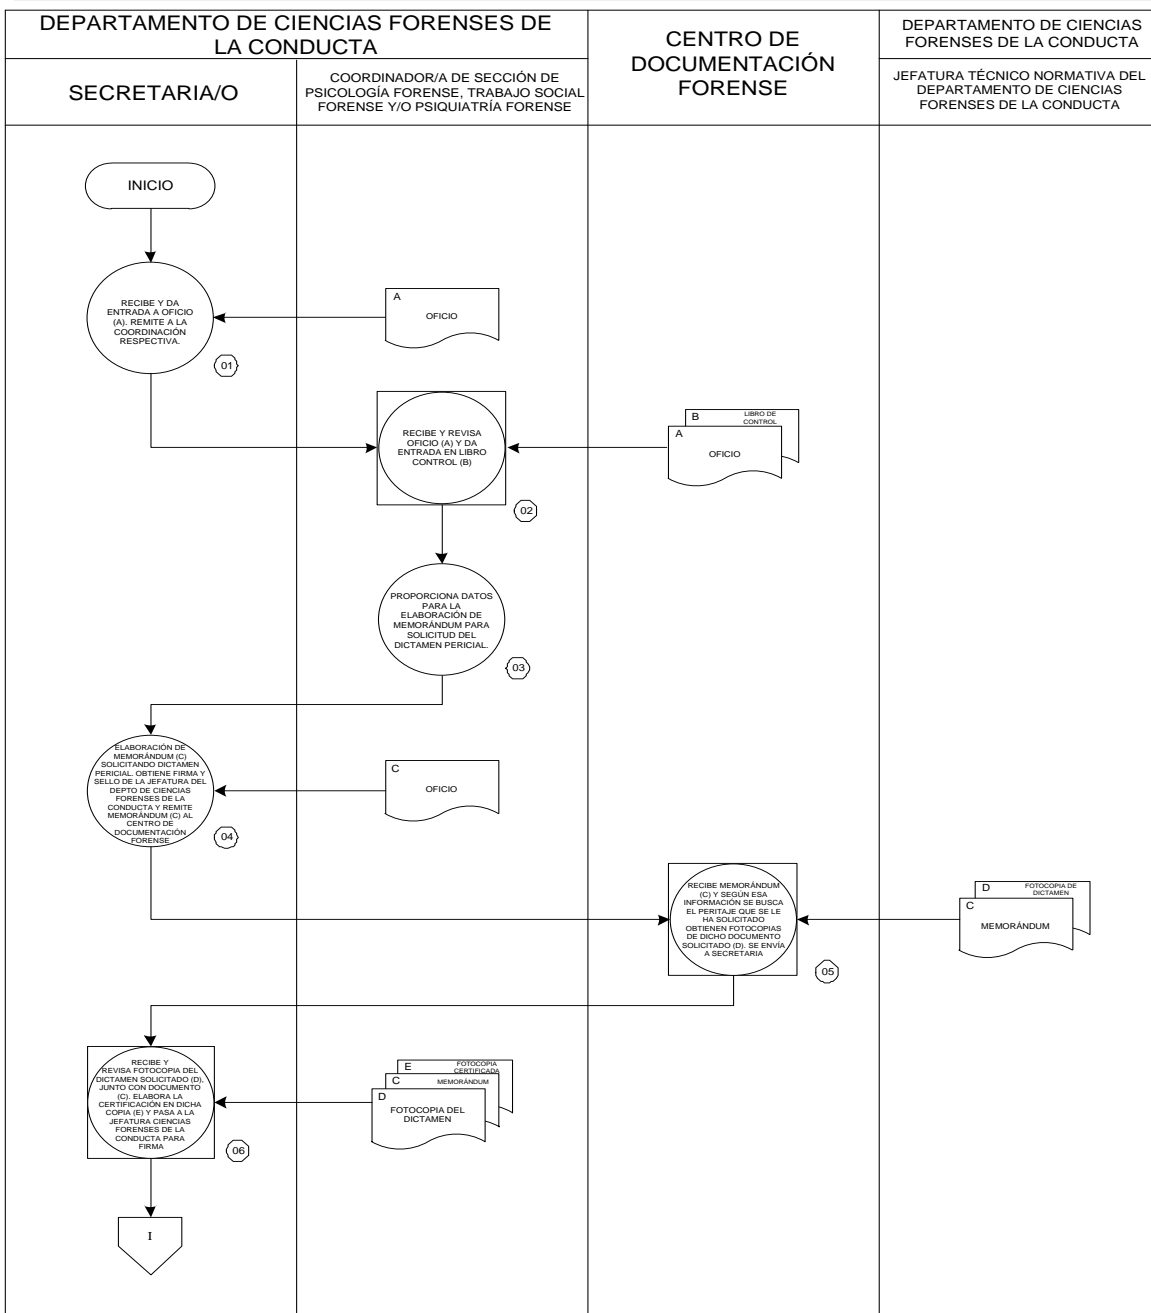 DEPARTAMENTO DE CIENCIAS FORENSES DE
LA CONDUCTA
CENTRO DE
DOCUMENTACIÓN
FORENSE
DEPARTAMENTO DE CIENCIAS
FORENSES DE LA CONDUCTA
SECRETARIA/O
COORDINADOR/A DE SECCIÓN DE
PSICOLOGÍA FORENSE, TRABAJO SOCIAL
FORENSE Y/O PSIQUIATRÍA FORENSE
JEFATURA TÉCNICO NORMATIVA DEL
DEPARTAMENTO DE CIENCIAS
FORENSES DE LA CONDUCTA
INICIO
RECIBE Y DA
ENTRADA A OFICIO
(A). REMITE A LA
COORDINACIÓN
RESPECTIVA.
01
A
OFICIO
RECIBE Y REVISA
OFICIO (A) Y DA
ENTRADA EN LIBRO
CONTROL (B)
02
B
LIBRO DE
CONTROL
A
OFICIO
PROPORCIONA DATOS
PARA LA
ELABORACIÓN DE
MEMORÁNDUM PARA
SOLICITUD DEL
DICTAMEN PERICIAL.
03
ELABORACIÓN DE
MEMORÁNDUM (C)
SOLICITANDO DICTAMEN
PERICIAL. OBTIENE FIRMA Y
SELLO DE LA JEFATURA DEL
DEPTO DE CIENCIAS
FORENSES DE LA
CONDUCTA Y REMITE
MEMORÁNDUM (C) AL
CENTRO DE
DOCUMENTACIÓN
FORENSE
04
C
OFICIO
RECIBE MEMORÁNDUM
(C) Y SEGÚN ESA
INFORMACIÓN SE BUSCA
EL PERITAJE QUE SE LE
HA SOLICITADO
OBTIENEN FOTOCOPIAS
DE DICHO DOCUMENTO
SOLICITADO (D). SE ENVÍA
A SECRETARIA
05
D
FOTOCOPIA DE
DICTAMEN
C
MEMORÁNDUM
RECIBE Y
REVISA FOTOCOPIA DEL
DICTAMEN SOLICITADO (D),
JUNTO CON DOCUMENTO
(C). ELABORA LA
CERTIFICACIÓN EN DICHA
COPIA (E) Y PASA A LA
JEFATURA CIENCIAS
FORENSES DE LA
CONDUCTA PARA
FIRMA
06
E
FOTOCOPIA
CERTIFICADA
C
MEMORÁNDUM
D
FOTOCOPIA DEL
DICTAMEN
I